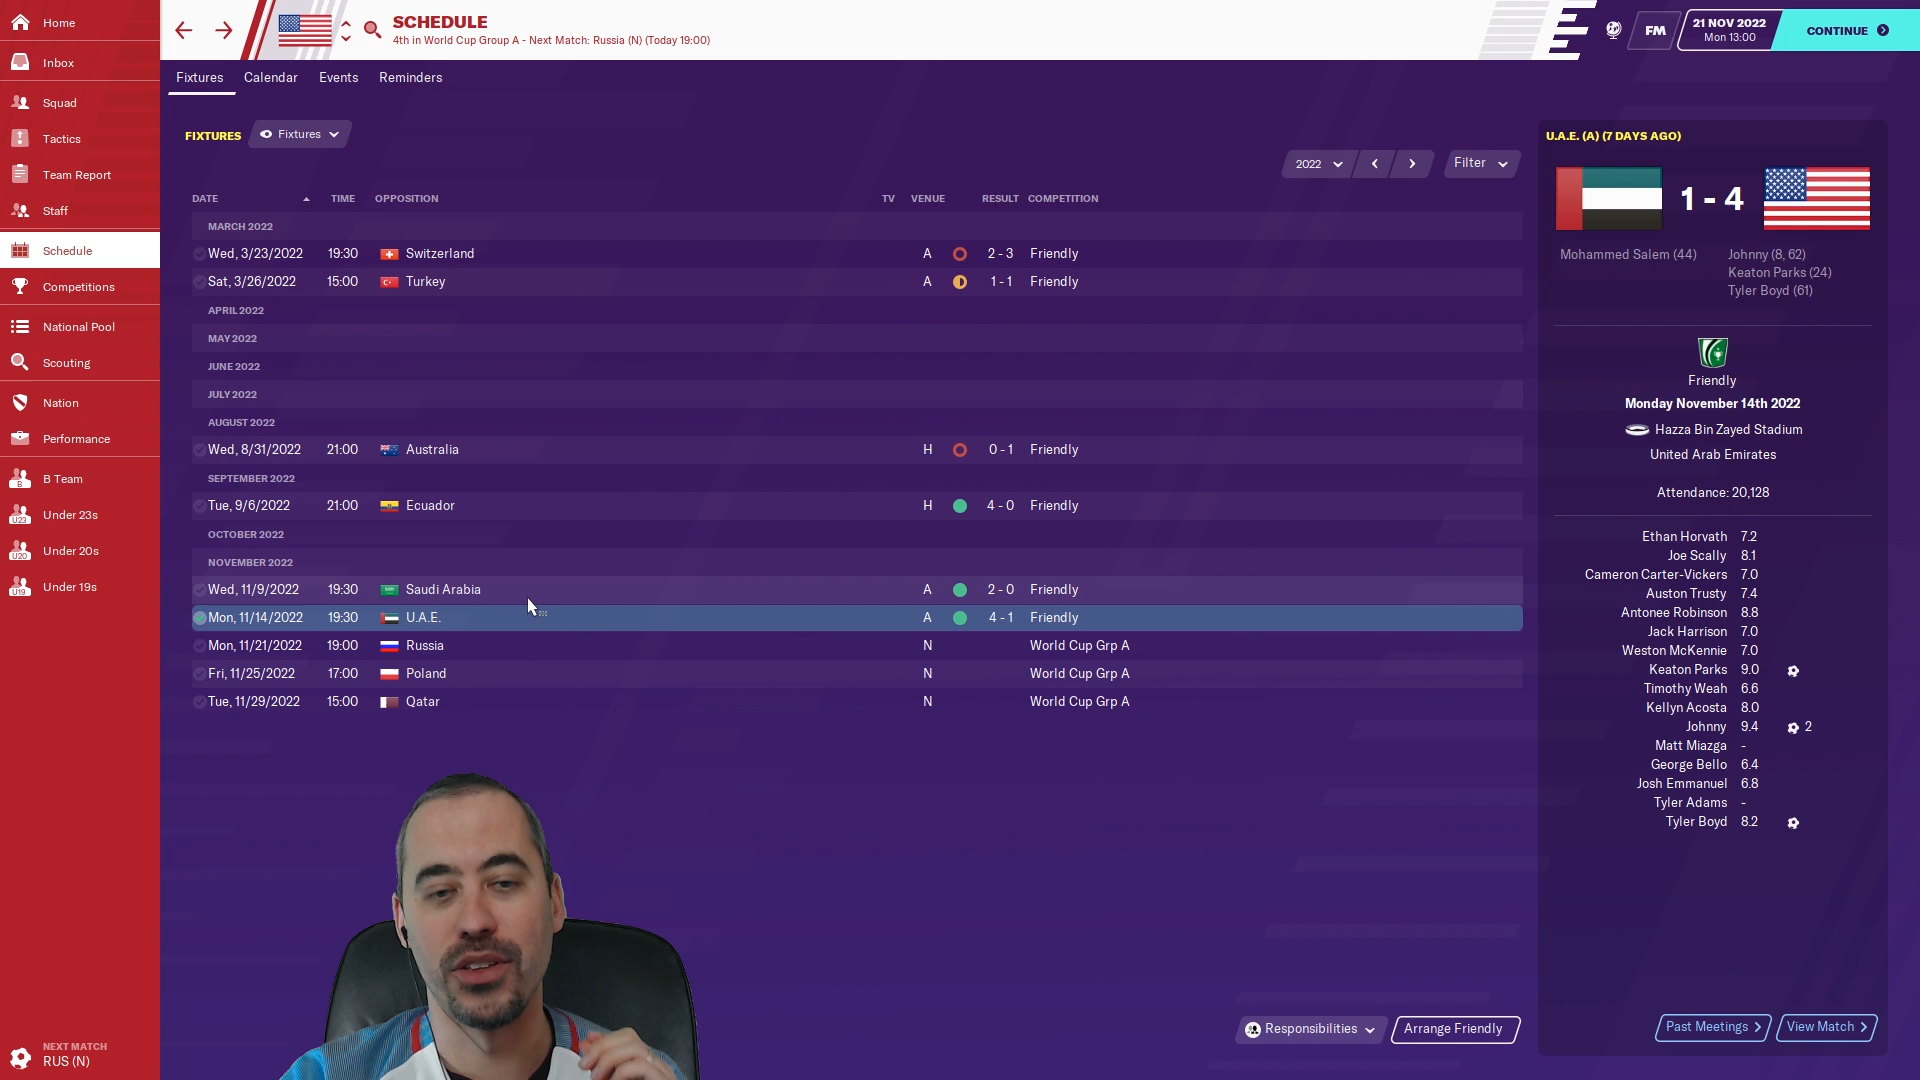 Home
Inbox
Squad
Tactics
Team Report
Staff
Schedule
Competitions
National Pool
Scouting
Nation
Performance
B
B Team
U23
Under 23s
U20
Under 20s
U19
Under 19s
NEXT MATCH
RUS (N)
SCHEDULE
4th in World Cup Group A - Next Match: Russia (N) (Today 19:00)
FM
21 NOV 2022
Mon 13:00
CONTINUE
Fixtures Calendar Events Reminders
FIXTURES Fixtures
2022 Filter
DATE TIME OPPOSITION TV VENUE RESULT COMPETITION
MARCH 2022
Wed, 3/23/2022 19:30 Switzerland A 2 - 3 Friendly
Sat, 3/26/2022 15:00 Turkey A 1 - 1 Friendly
APRIL 2022
MAY 2022
JUNE 2022
JULY 2022
AUGUST 2022
Wed, 8/31/2022 21:00 Australia H 0 - 1 Friendly
SEPTEMBER 2022
Tue, 9/6/2022 21:00 Ecuador H 4 - 0 Friendly
OCTOBER 2022
NOVEMBER 2022
Wed, 11/9/2022 19:30 Saudi Arabia A 2 - 0 Friendly
Mon, 11/14/2022 19:30 U.A.E. A 4 - 1 Friendly
Mon, 11/21/2022 19:00 Russia N World Cup Grp A
Fri, 11/25/2022 17:00 Poland N World Cup Grp A
Tue, 11/29/2022 15:00 Qatar N World Cup Grp A
Responsibilities Arrange Friendly
U.A.E. (A) (7 DAYS AGO)
1 - 4
Mohammed Salem (44) Johnny (8, 62)
Keaton Parks (24)
Tyler Boyd (61)
Friendly
Monday November 14th 2022
Hazza Bin Zayed Stadium
United Arab Emirates
Attendance: 20,128
Ethan Horvath 7.2
Joe Scally 8.1
Cameron Carter-Vickers 7.0
Auston Trusty 7.4
Antonee Robinson 8.8
Jack Harrison 7.0
Weston McKennie 7.0
Keaton Parks 9.0
Timothy Weah 6.6
Kellyn Acosta 8.0
Johnny 9.4 2
Matt Miazga -
George Bello 6.4
Josh Emmanuel 6.8
Tyler Adams -
Tyler Boyd 8.2
Past Meetings View Match